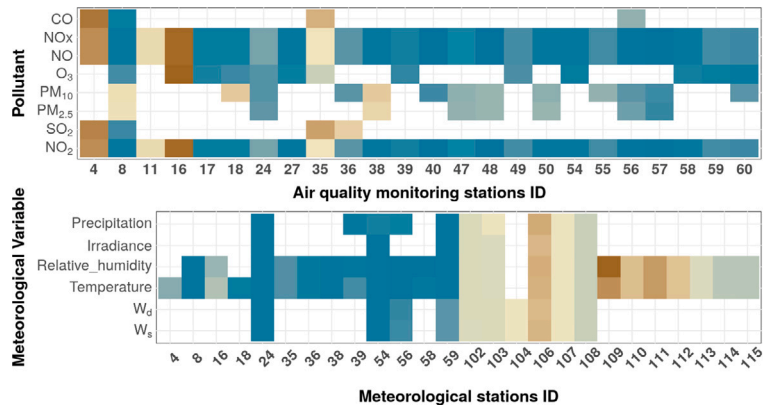 Pollutant
CO
NOx
NO
O₃
PM₁₀
PM₂.₅
SO₂
NO₂
4 8 11 16 17 18 24 27 35 36 38 39 40 47 48 49 50 54 55 56 57 58 59 60
Air quality monitoring stations ID
Meteorological Variable
Precipitation
Irradiance
Relative_humidity
Temperature
W_d
W_s
4 8 16 18 24 35 36 38 39 54 56 58 59 102 103 104 106 107 108 109 110 111 112 113 114 115
Meteorological stations ID